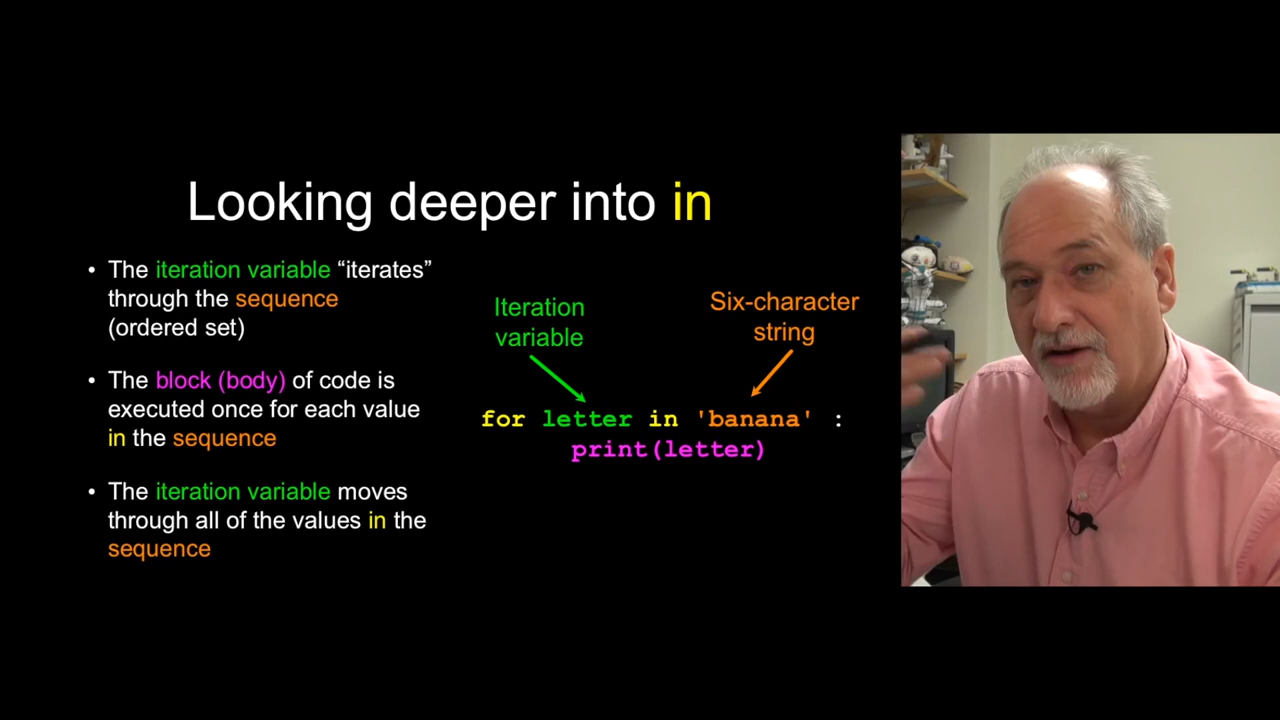 Looking deeper into in
• The iteration variable “iterates”
through the sequence
(ordered set)
• The block (body) of code is
executed once for each value
in the sequence
• The iteration variable moves
through all of the values in the
sequence
Iteration
variable
Six-character
string
for letter in 'banana' :
print(letter)